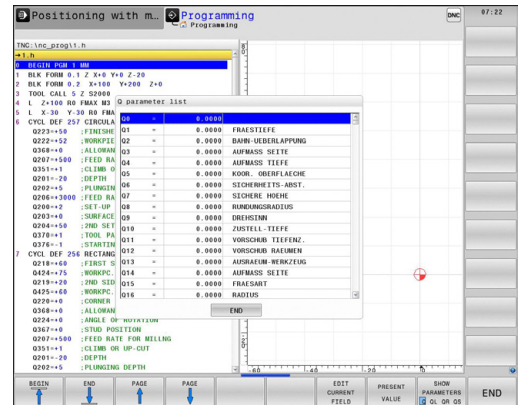 Positioning with m…
Programming
Programming
DNC
07:22
TNC:\nc_prog\1.h
→1.h
0 BEGIN PGM 1 MM
1 BLK FORM 0.1 Z X+0 Y+0 Z-20
2 BLK FORM 0.2 X+100 Y+200 Z+0
3 TOOL CALL 5 Z S2000
4 L Z+100 R0 FMAX M3
5 L X-30 Y-30 R0 FMA
6 CYCL DEF 257 CIRCULA
Q223=+50 ;FINISHE
Q222=+52 ;WORKPIE
Q368=+0 ;ALLOWAN
Q207=+500 ;FEED RA
Q351=+1 ;CLIMB O
Q201=-20 ;DEPTH
Q202=+5 ;PLUNGIN
Q206=+3000 ;FEED RA
Q200=+2 ;SET-UP
Q203=+0 ;SURFACE
Q204=+50 ;2ND SET
Q370=+1 ;TOOL PA
Q376=-1 ;STARTIN
7 CYCL DEF 256 RECTANG
Q218=+60 ;FIRST S
Q424=+75 ;WORKPC.
Q219=+20 ;2ND SID
Q425=+60 ;WORKPC.
Q220=+0 ;CORNER
Q368=+0 ;ALLOWAN
Q224=+0 ;ANGLE OF ROTATION
Q367=+0 ;STUD POSITION
Q207=+500 ;FEED RATE FOR MILLNG
Q351=+1 ;CLIMB OR UP-CUT
Q201=-20 ;DEPTH
Q202=+5 ;PLUNGING DEPTH
Q parameter list
Q0 = 0.0000
Q1 = 0.0000 FRAESTIEFE
Q2 = 0.0000 BAHN-UEBERLAPPUNG
Q3 = 0.0000 AUFMASS SEITE
Q4 = 0.0000 AUFMASS TIEFE
Q5 = 0.0000 KOOR. OBERFLAECHE
Q6 = 0.0000 SICHERHEITS-ABST.
Q7 = 0.0000 SICHERE HOEHE
Q8 = 0.0000 RUNDUNGSRADIUS
Q9 = 0.0000 DREHSINN
Q10 = 0.0000 ZUSTELL-TIEFE
Q11 = 0.0000 VORSCHUB TIEFENZ.
Q12 = 0.0000 VORSCHUB RAEUMEN
Q13 = 0.0000 AUSRAEUM-WERKZEUG
Q14 = 0.0000 AUFMASS SEITE
Q15 = 0.0000 FRAESART
Q16 = 0.0000 RADIUS
END
-60
-40
-20
0
BEGIN
END
PAGE
PAGE
EDIT CURRENT FIELD
PRESENT VALUE
SHOW PARAMETERS
Q QL QR QS
END